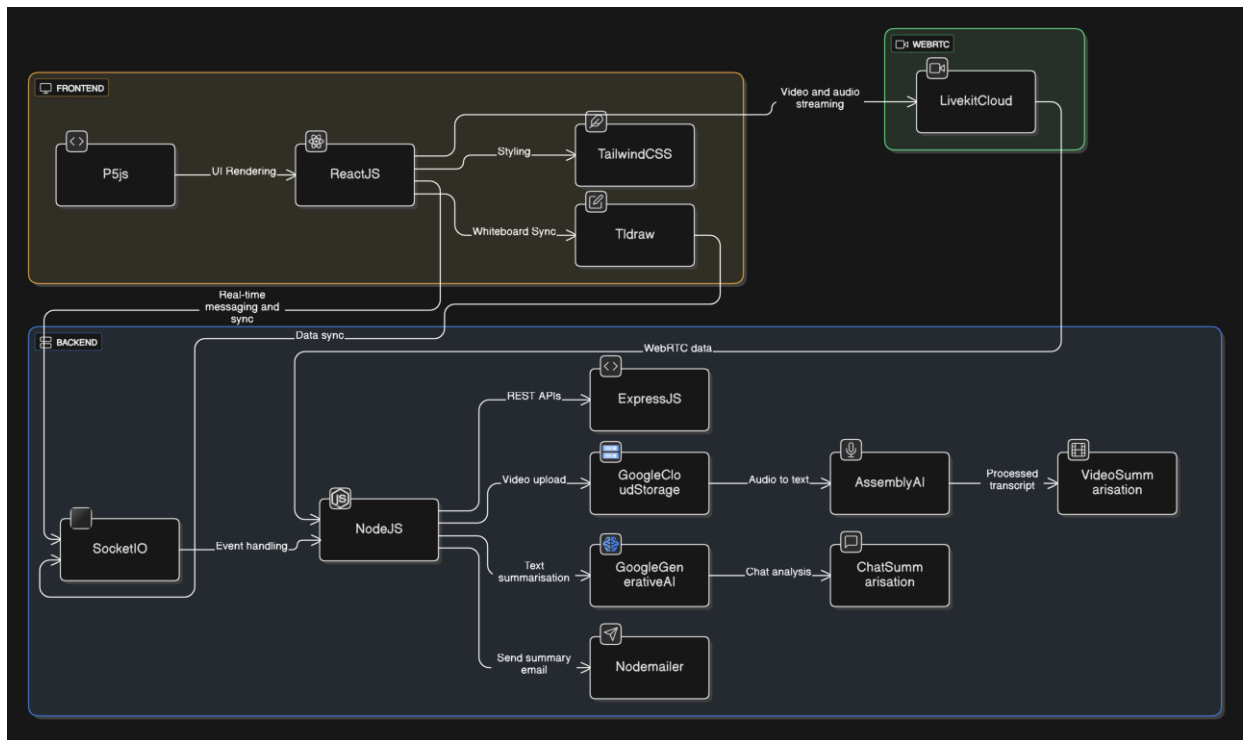 WEBRTC
LivekitCloud
Video and audio
streaming
FRONTEND
P5js
UI Rendering
ReactJS
Styling
TailwindCSS
Whiteboard Sync
Tldraw
Real-time
messaging and
sync
Data sync
BACKEND
WebRTC data
REST APIs
ExpressJS
Video upload
GoogleClo
udStorage
Audio to text
AssemblyAI
Processed
transcript
VideoSumm
arisation
SocketIO
Event handling
JS
NodeJS
Text
summarisation
GoogleGen
erativeAI
Chat analysis
ChatSumm
arisation
Send summary
email
Nodemailer